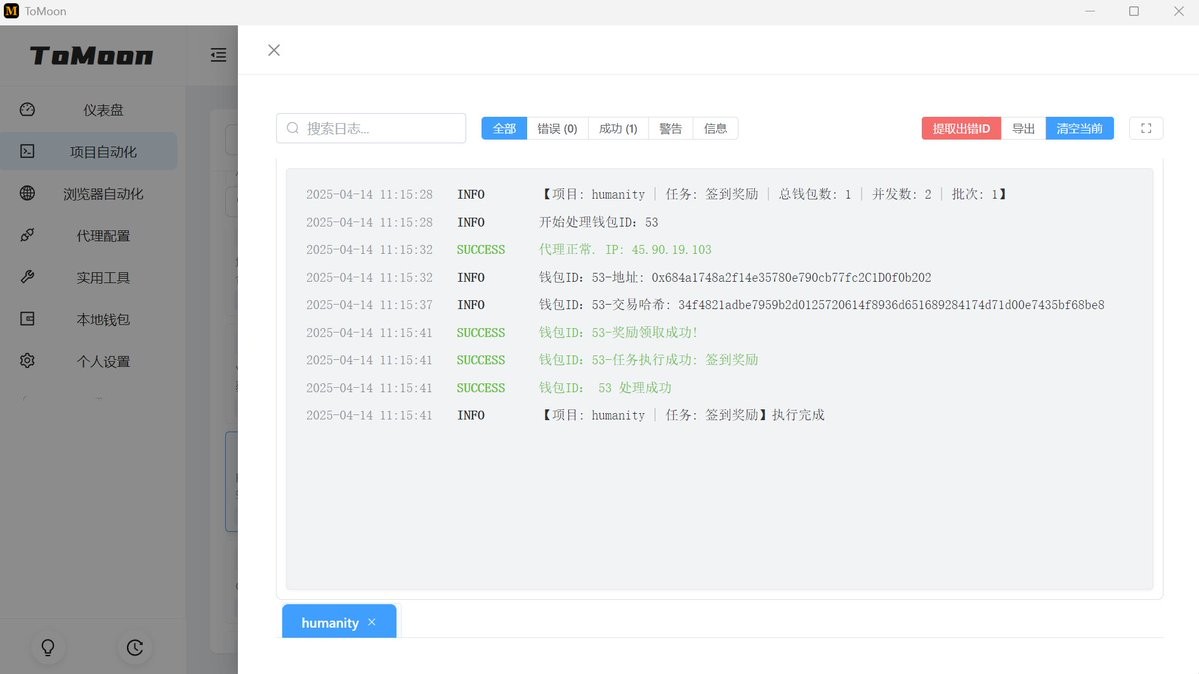 M ToMoon
ToMoon
仪表盘
项目自动化
浏览器自动化
代理配置
实用工具
本地钱包
个人设置
搜索日志...
全部 错误 (0) 成功 (1) 警告 信息
提取出错ID 导出 清空当前
2025-04-14 11:15:28 INFO 【项目: humanity | 任务: 签到奖励 | 总钱包数: 1 | 并发数: 2 | 批次: 1】
2025-04-14 11:15:28 INFO 开始处理钱包ID: 53
2025-04-14 11:15:32 SUCCESS 代理正常. IP: 45.90.19.103
2025-04-14 11:15:32 INFO 钱包ID: 53-地址: 0x684a1748a2f14e35780e790cb77fc2C1D0f0b202
2025-04-14 11:15:37 INFO 钱包ID: 53-交易哈希: 34f4821adbe7959b2d0125720614f8936d651689284174d71d00e7435bf68be8
2025-04-14 11:15:41 SUCCESS 钱包ID: 53-奖励领取成功!
2025-04-14 11:15:41 SUCCESS 钱包ID: 53-任务执行成功: 签到奖励
2025-04-14 11:15:41 SUCCESS 钱包ID: 53 处理成功
2025-04-14 11:15:41 INFO 【项目: humanity | 任务: 签到奖励】执行完成
humanity